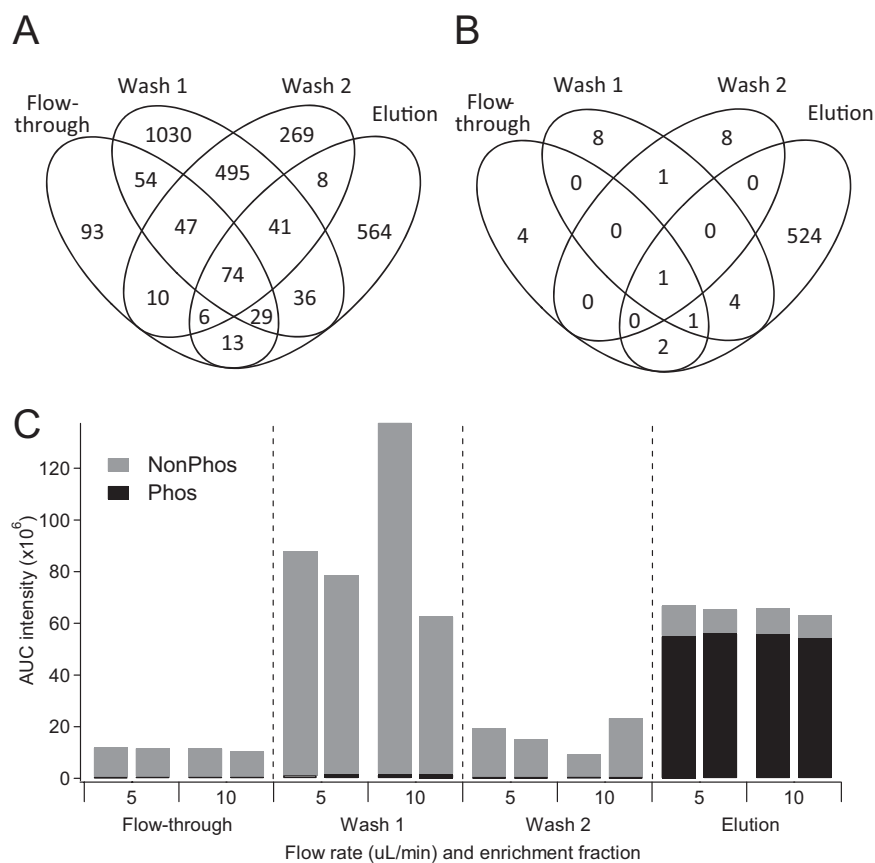 A
B
Wash 1
Wash 2
Flow-
through
Elution
1030
269
54
495
8
93
47
41
564
74
10
36
6
29
13
Wash 1
Wash 2
Flow-
through
Elution
8
8
0
1
0
4
0
0
524
1
0
4
0
1
2
C
NonPhos
Phos
AUC intensity (x10⁶)
120
100
80
60
40
20
0
5
10
5
10
5
10
5
10
Flow-through
Wash 1
Wash 2
Elution
Flow rate (uL/min) and enrichment fraction